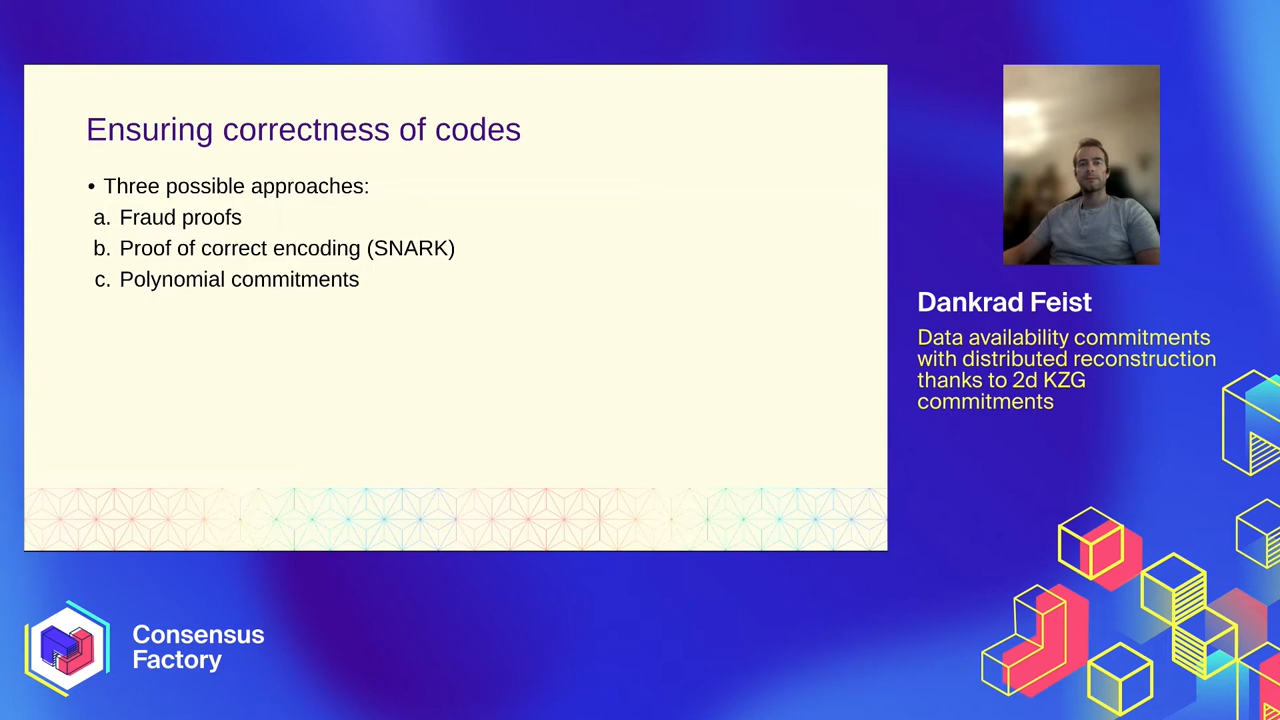 Ensuring correctness of codes
• Three possible approaches:
a. Fraud proofs
b. Proof of correct encoding (SNARK)
c. Polynomial commitments
Dankrad Feist
Data availability commitments
with distributed reconstruction
thanks to 2d KZG
commitments
Consensus
Factory